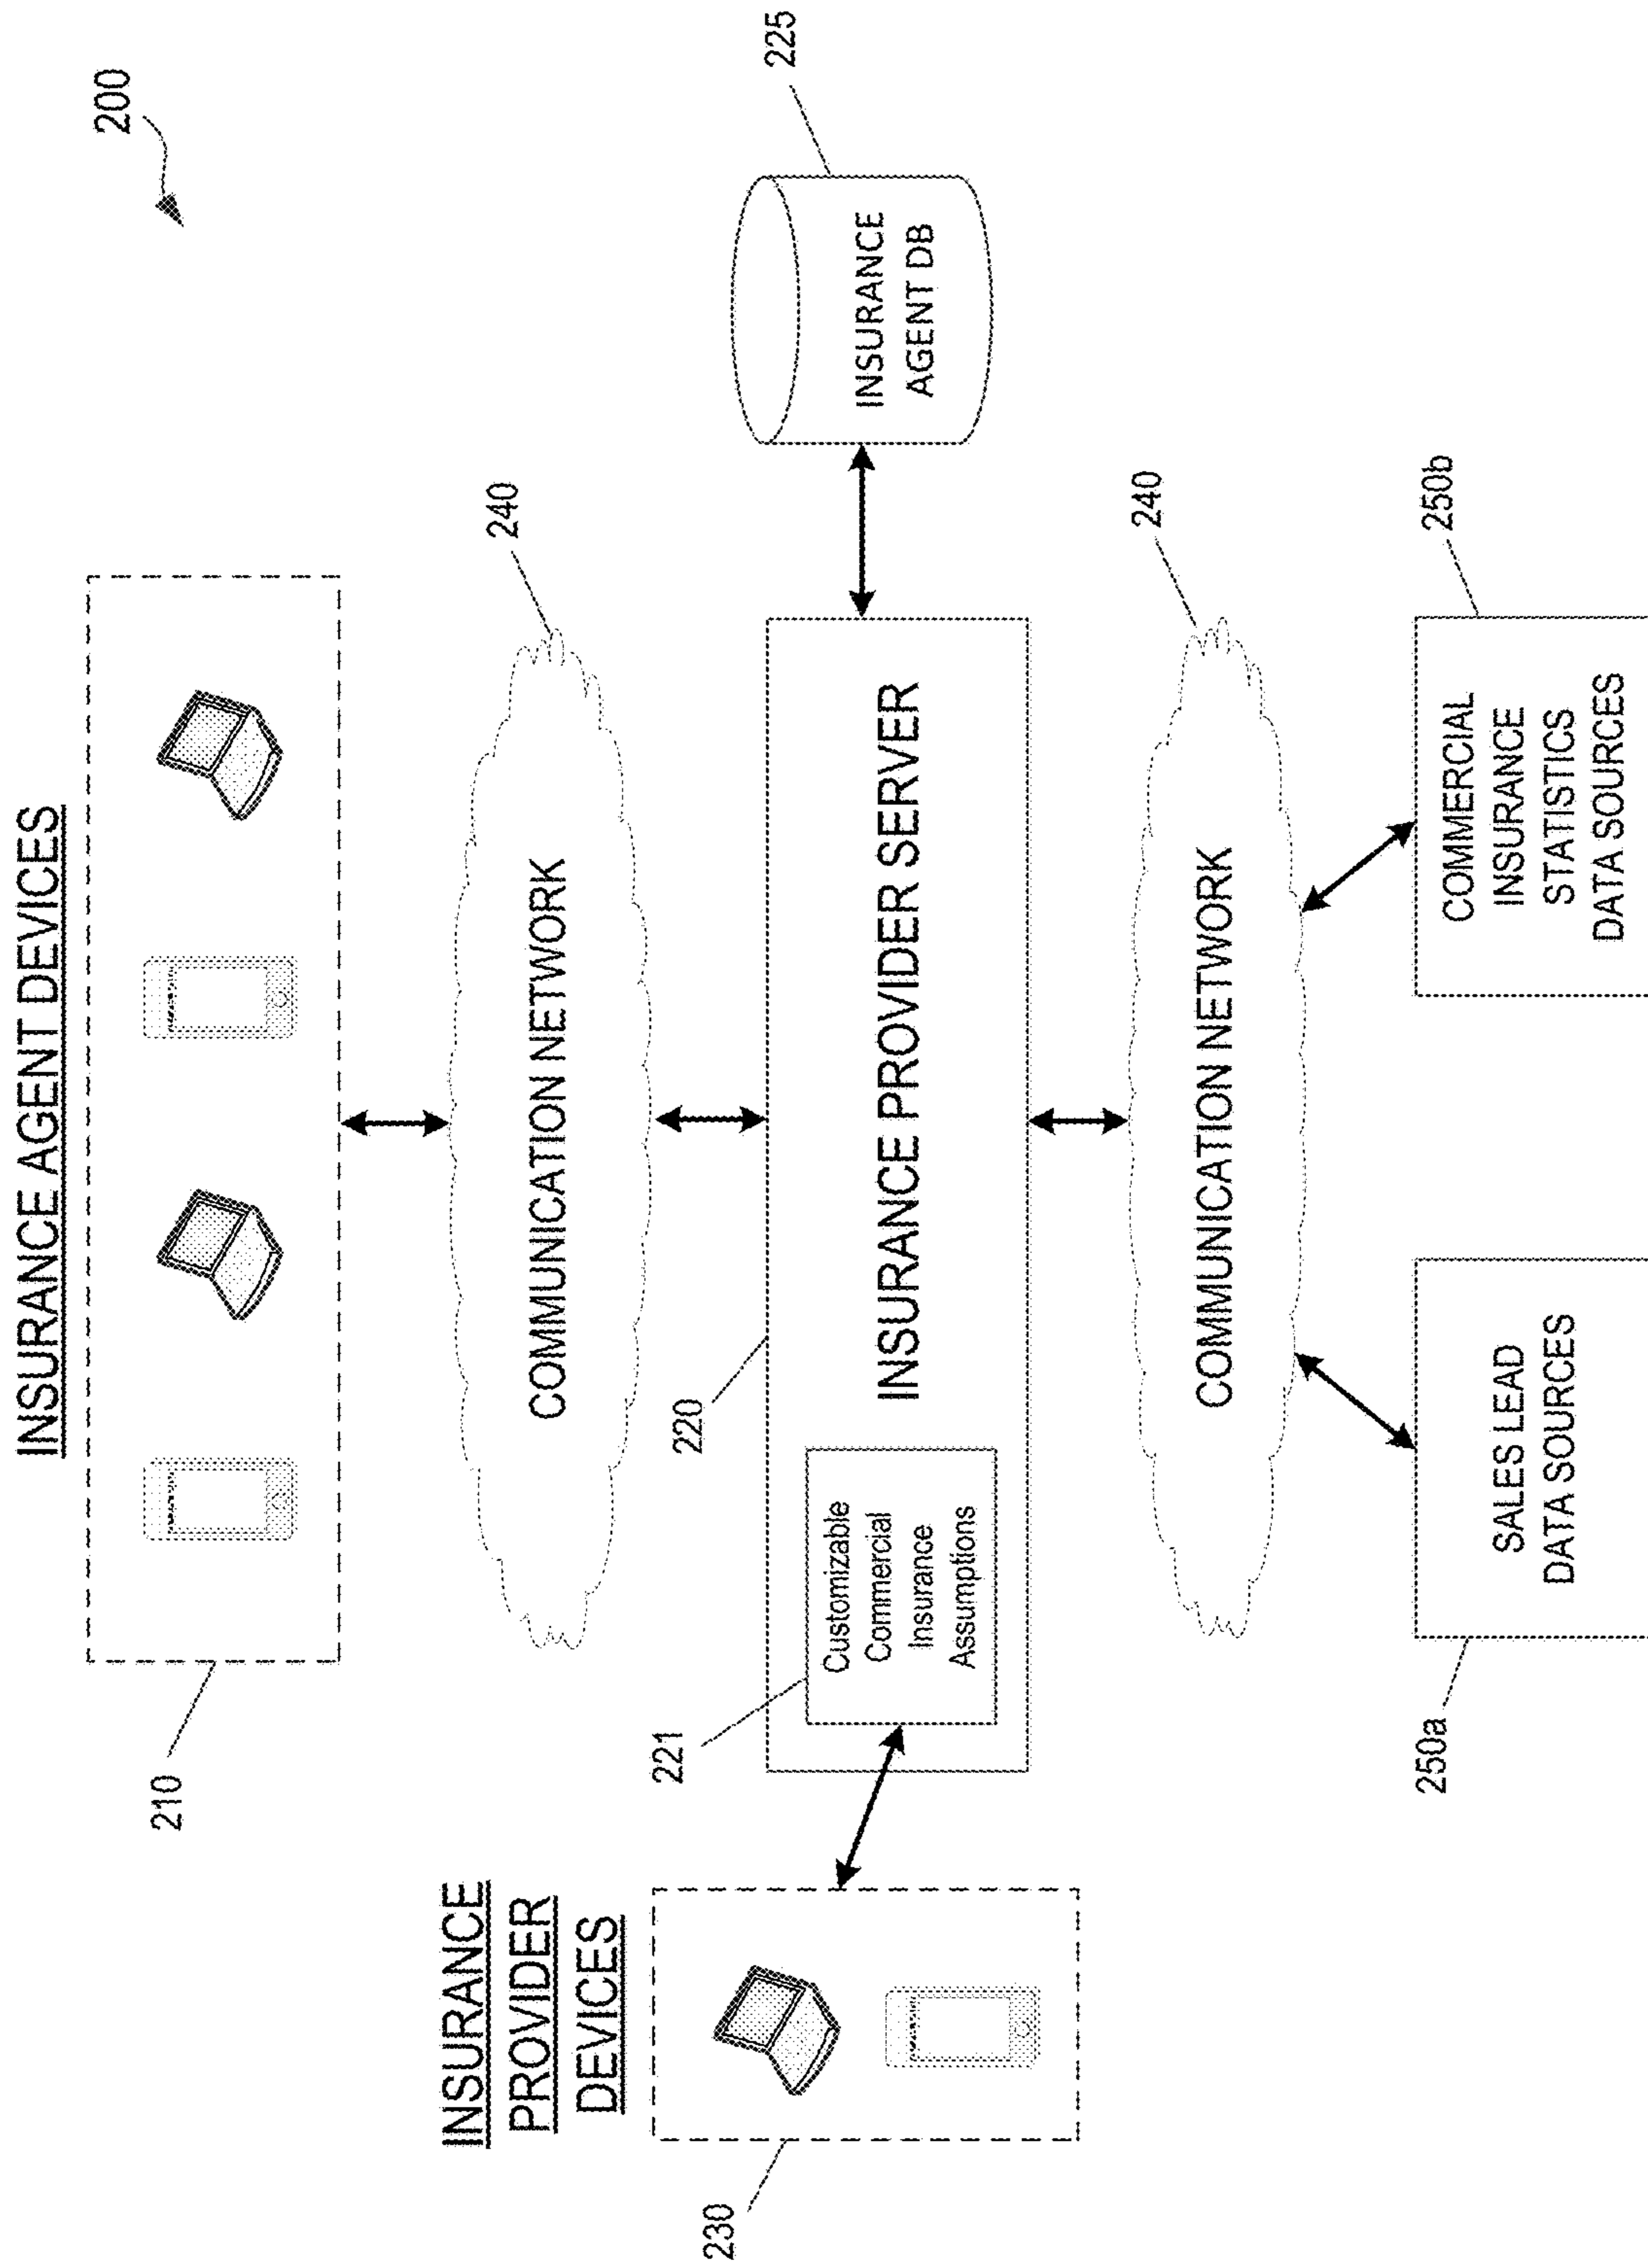 200
INSURANCE AGENT DEVICES
210
240
COMMUNICATION NETWORK
INSURANCE
PROVIDER
DEVICES
230
221
220
Customizable
Commercial
Insurance
Assumptions
INSURANCE PROVIDER SERVER
225
INSURANCE
AGENT DB
240
COMMUNICATION NETWORK
250a
SALES LEAD
DATA SOURCES
250b
COMMERCIAL
INSURANCE
STATISTICS
DATA SOURCES